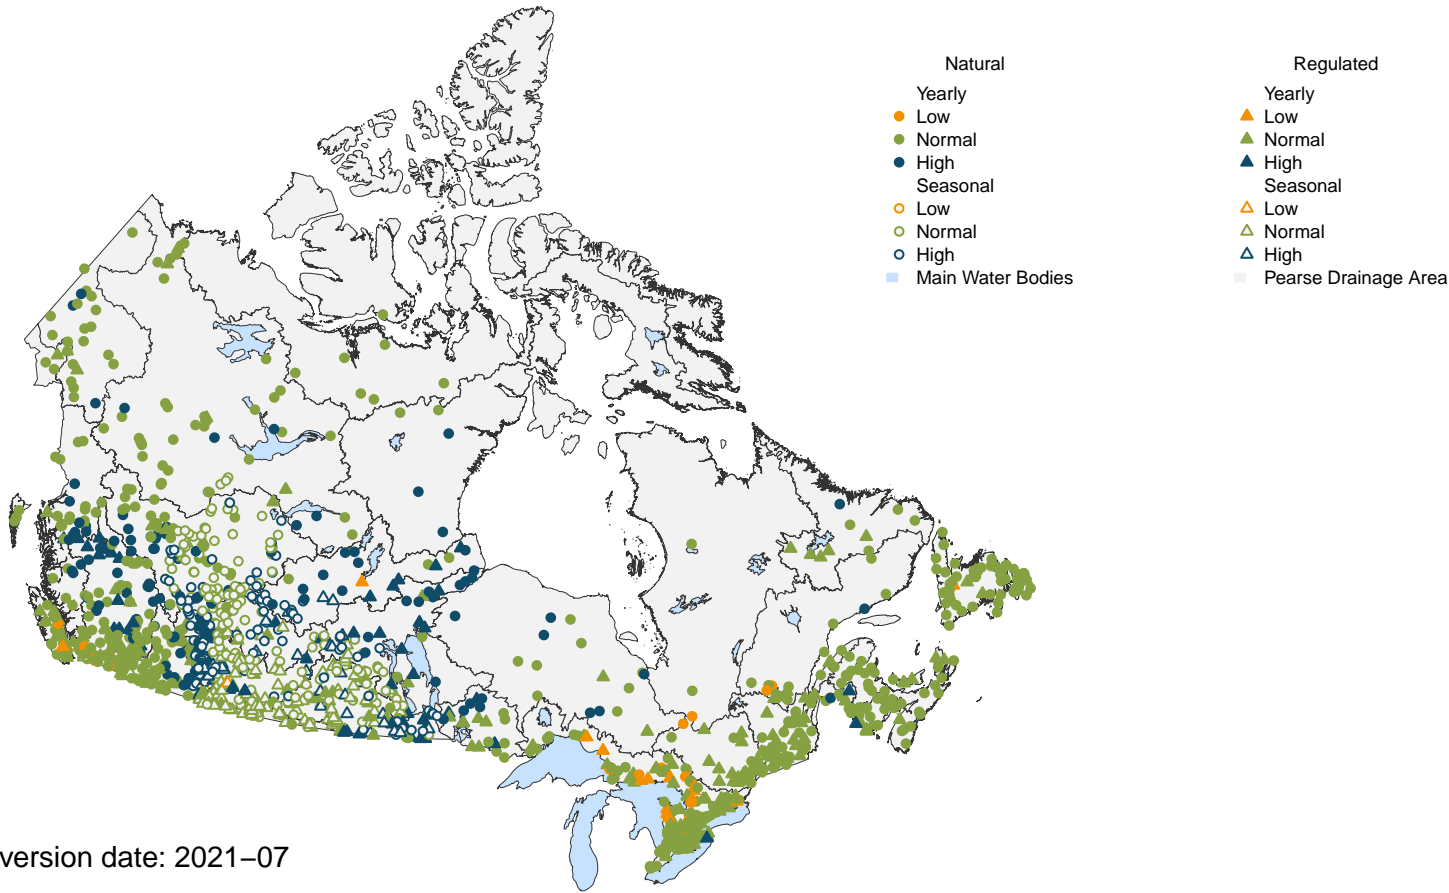 Natural
Yearly
Low
Normal
High
Seasonal
Low
Normal
High
Main Water Bodies
Regulated
Yearly
Low
Normal
High
Seasonal
Low
Normal
High
Pearse Drainage Area
version date: 2021–07